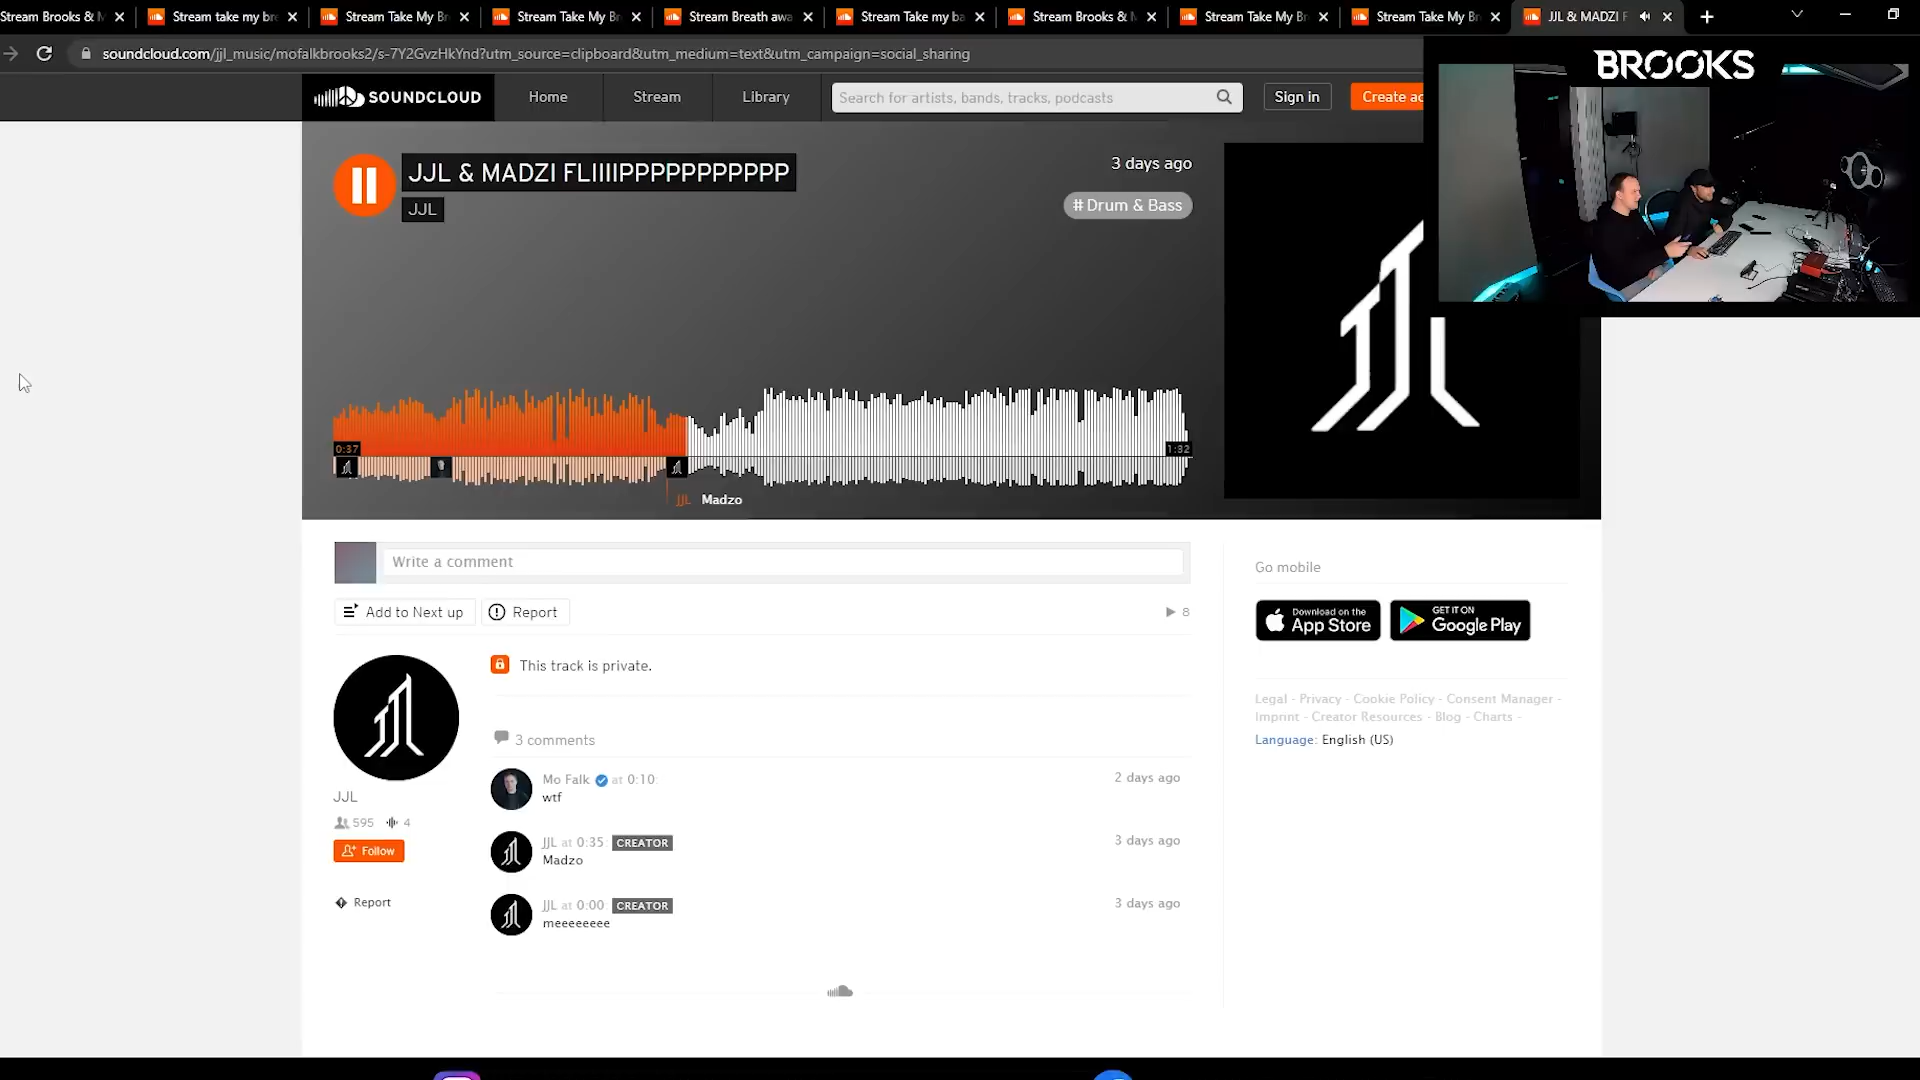 Stream Brooks & M
Stream take my bre
Stream Take My Br
Stream Take My Br
Stream Breath awa
Stream Take my ba
Stream Brooks & M
Stream Take My Br
Stream Take My Br
JJL & MADZI F
soundcloud.com/jjl_music/mofalkbrooks2/s-7Y2GvzHkYnd?utm_source=clipboard&utm_medium=text&utm_campaign=social_sharing
BROOKS
SOUNDCLOUD
Home
Stream
Library
Search for artists, bands, tracks, podcasts
Sign in
Create ac
JJL & MADZI FLIIIIPPPPPPPPPPPP
JJL
3 days ago
# Drum & Bass
0:37
1:32
JJL Madzo
Write a comment
Add to Next up
Report
8
Go mobile
Download on the
App Store
GET IT ON
Google Play
This track is private.
Legal - Privacy - Cookie Policy - Consent Manager -
Imprint - Creator Resources - Blog - Charts -
Language: English (US)
3 comments
Mo Falk at 0:10:
2 days ago
wtf
JJL
595 4
Follow
JJL at 0:35: CREATOR
3 days ago
Madzo
Report
JJL at 0:00: CREATOR
3 days ago
meeeeeeee